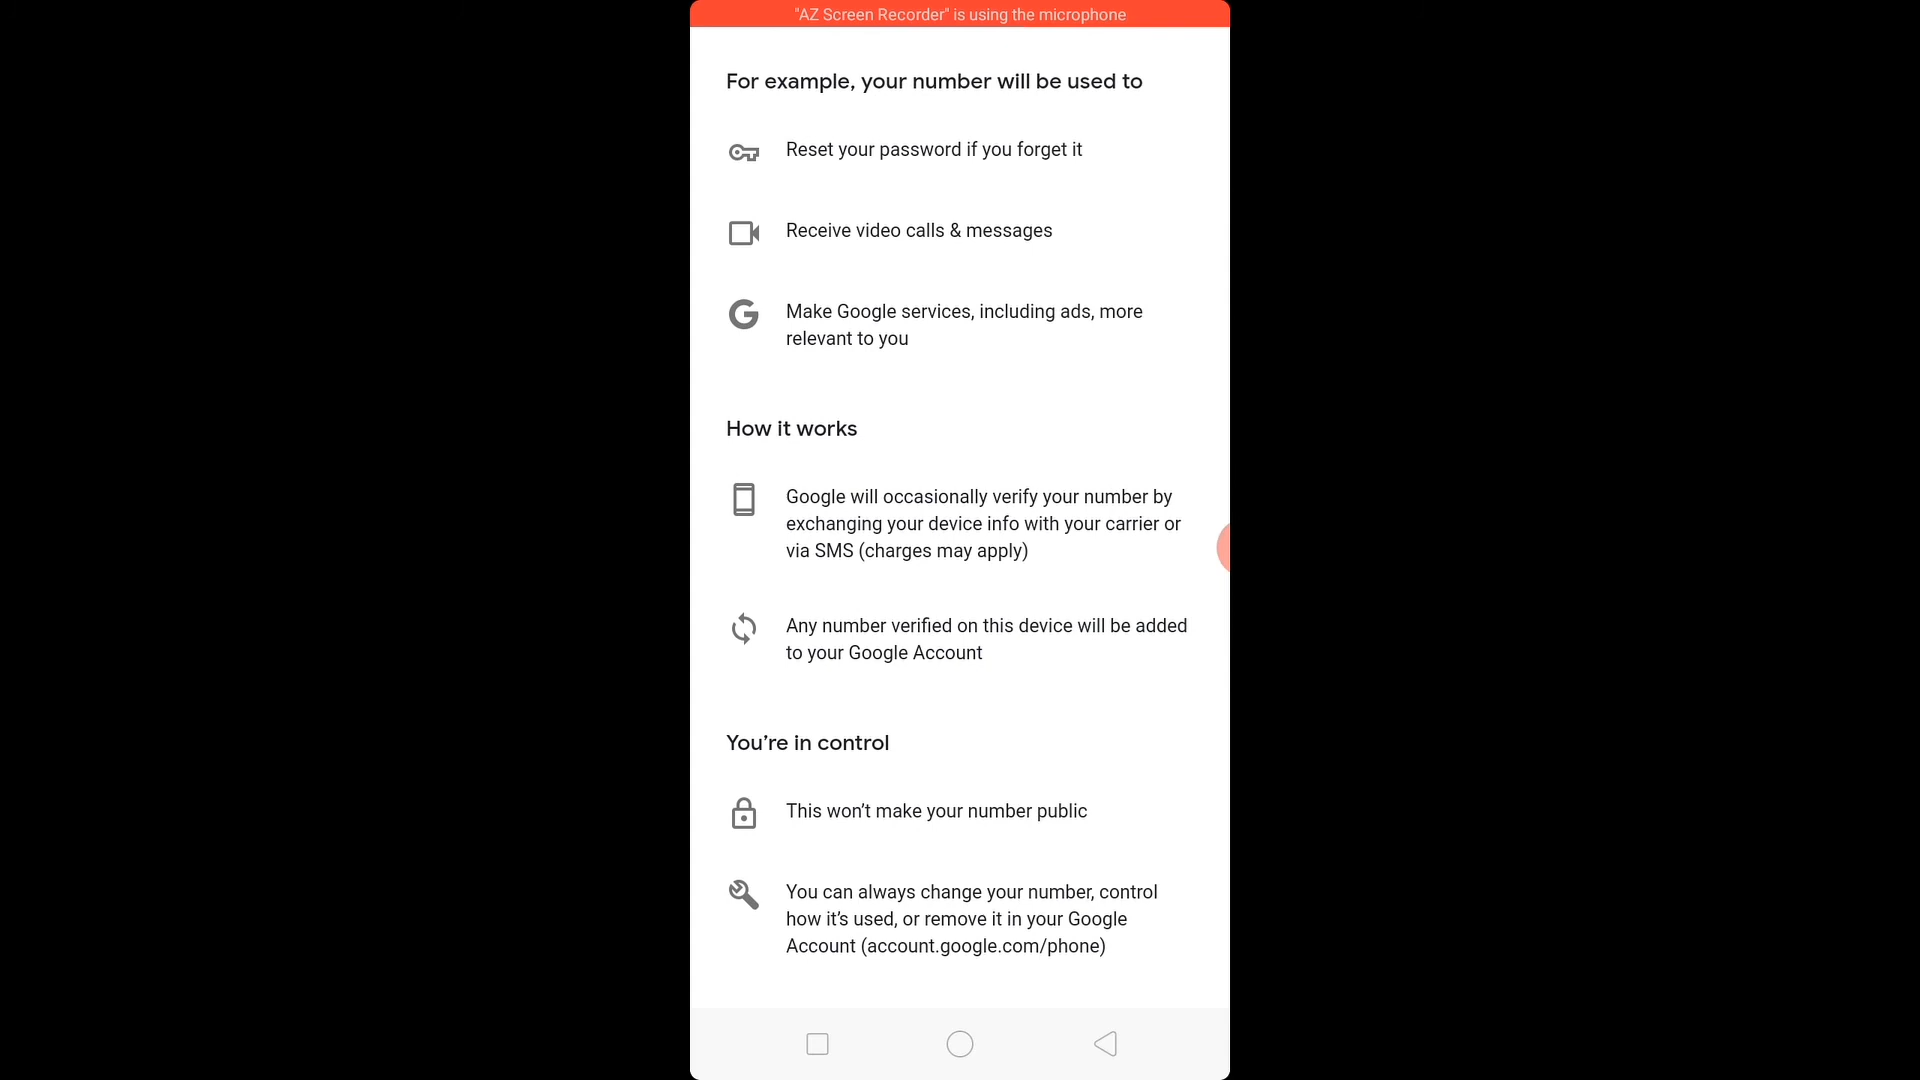 "AZ Screen Recorder" is using the microphone
For example, your number will be used to
Reset your password if you forget it
Receive video calls & messages
Make Google services, including ads, more
relevant to you
How it works
Google will occasionally verify your number by
exchanging your device info with your carrier or
via SMS (charges may apply)
Any number verified on this device will be added
to your Google Account
You’re in control
This won’t make your number public
You can always change your number, control
how it’s used, or remove it in your Google
Account (account.google.com/phone)